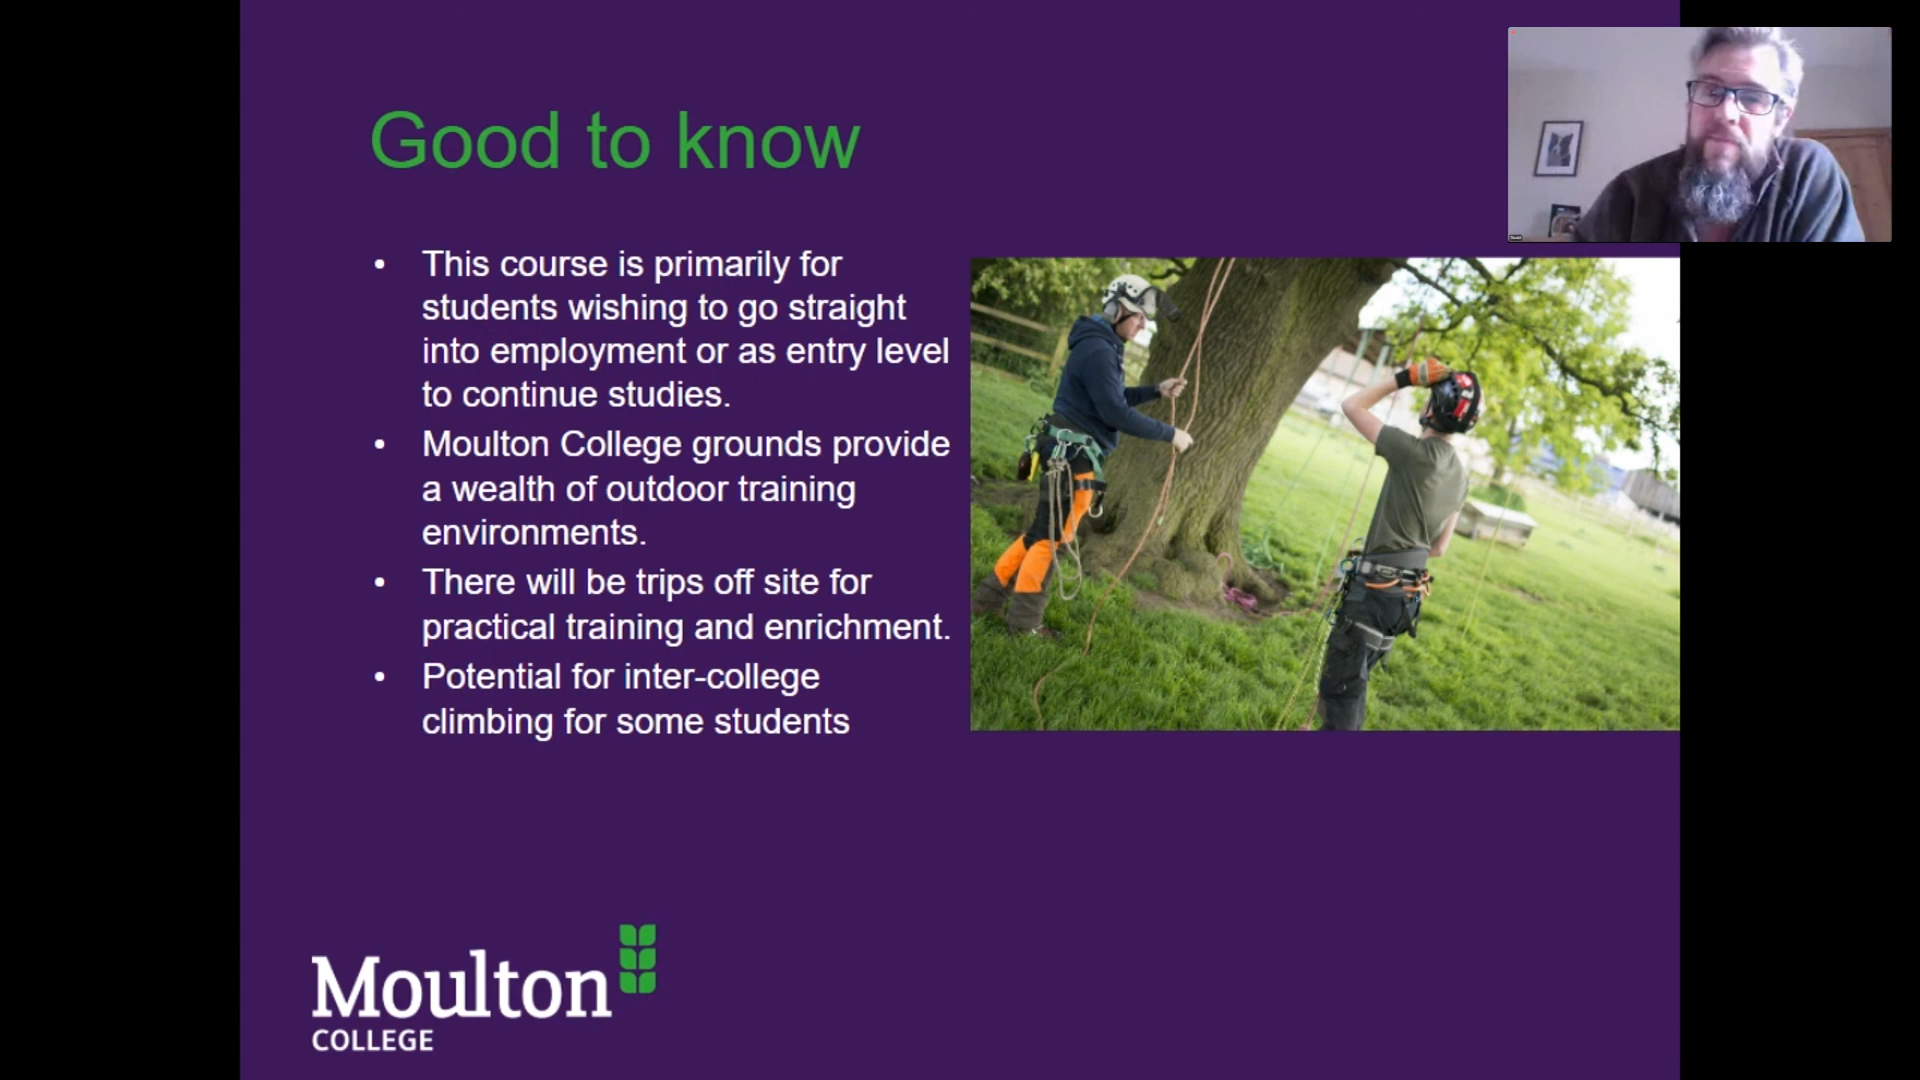 Good to know
• This course is primarily for
students wishing to go straight
into employment or as entry level
to continue studies.
• Moulton College grounds provide
a wealth of outdoor training
environments.
• There will be trips off site for
practical training and enrichment.
• Potential for inter-college
climbing for some students
Moulton
COLLEGE